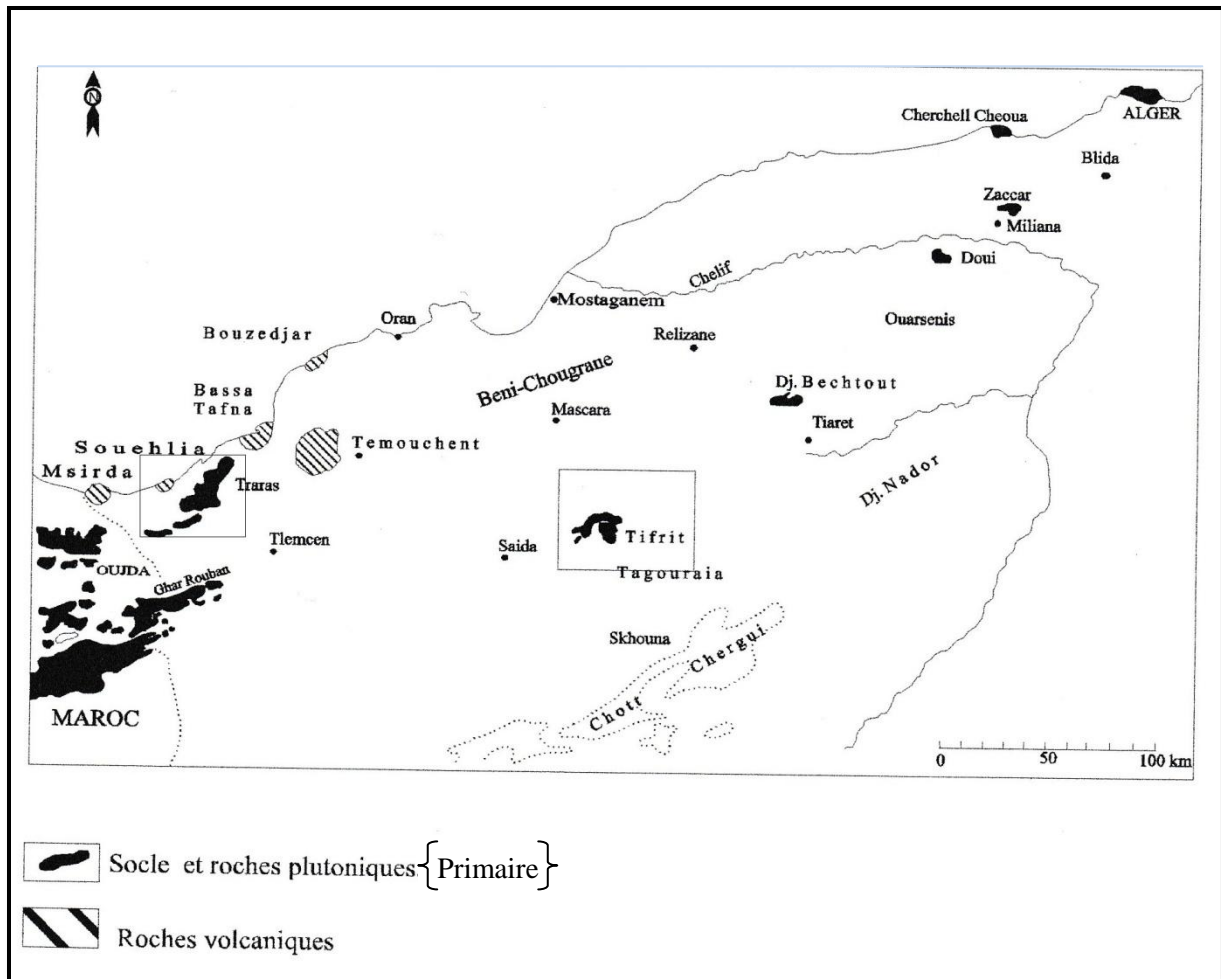 N
Cherchell Cheoua
ALGER
Blida
Zaccar
Miliana
Chelif
Doui
Mostaganem
Ouarsenis
Oran
Bouzedjar
Relizane
Beni-Chougrane
Dj. Bechtout
Bassa
Tafna
Mascara
Tiaret
Souehlia
Temouchent
Msirda
Traras
Dj. Nador
Tlemcen
Saida
Tifrit
OUJDA
Ghar Rouban
Tagouraia
Skhouna
Chergui
Chott
MAROC
0 50 100 km
Socle et roches plutoniques {Primaire}
Roches volcaniques